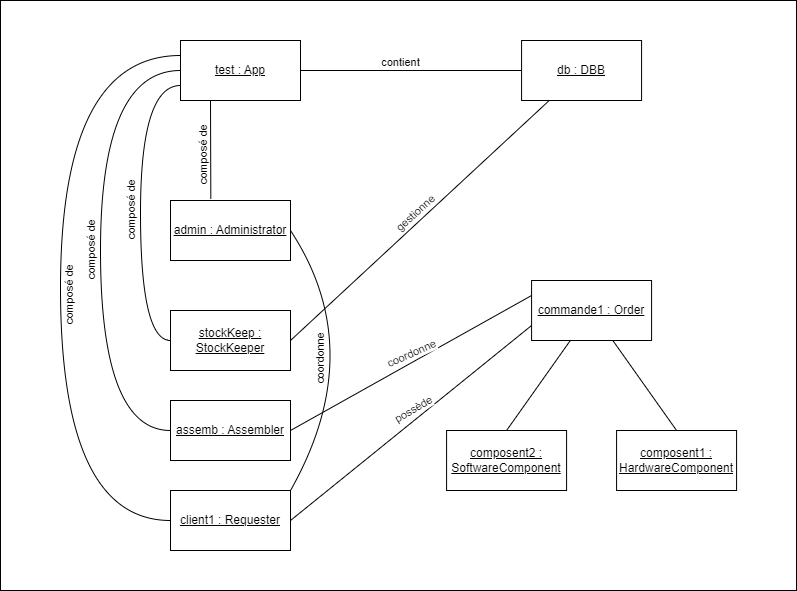 test : App
contient
db : DBB
composé de
composé de
composé de
composé de
admin : Administrator
gestionne
stockKeep :
StockKeeper
commande1 : Order
coordonne
coordonne
possède
assemb : Assembler
composent2 :
SoftwareComponent
composent1 :
HardwareComponent
client1 : Requester